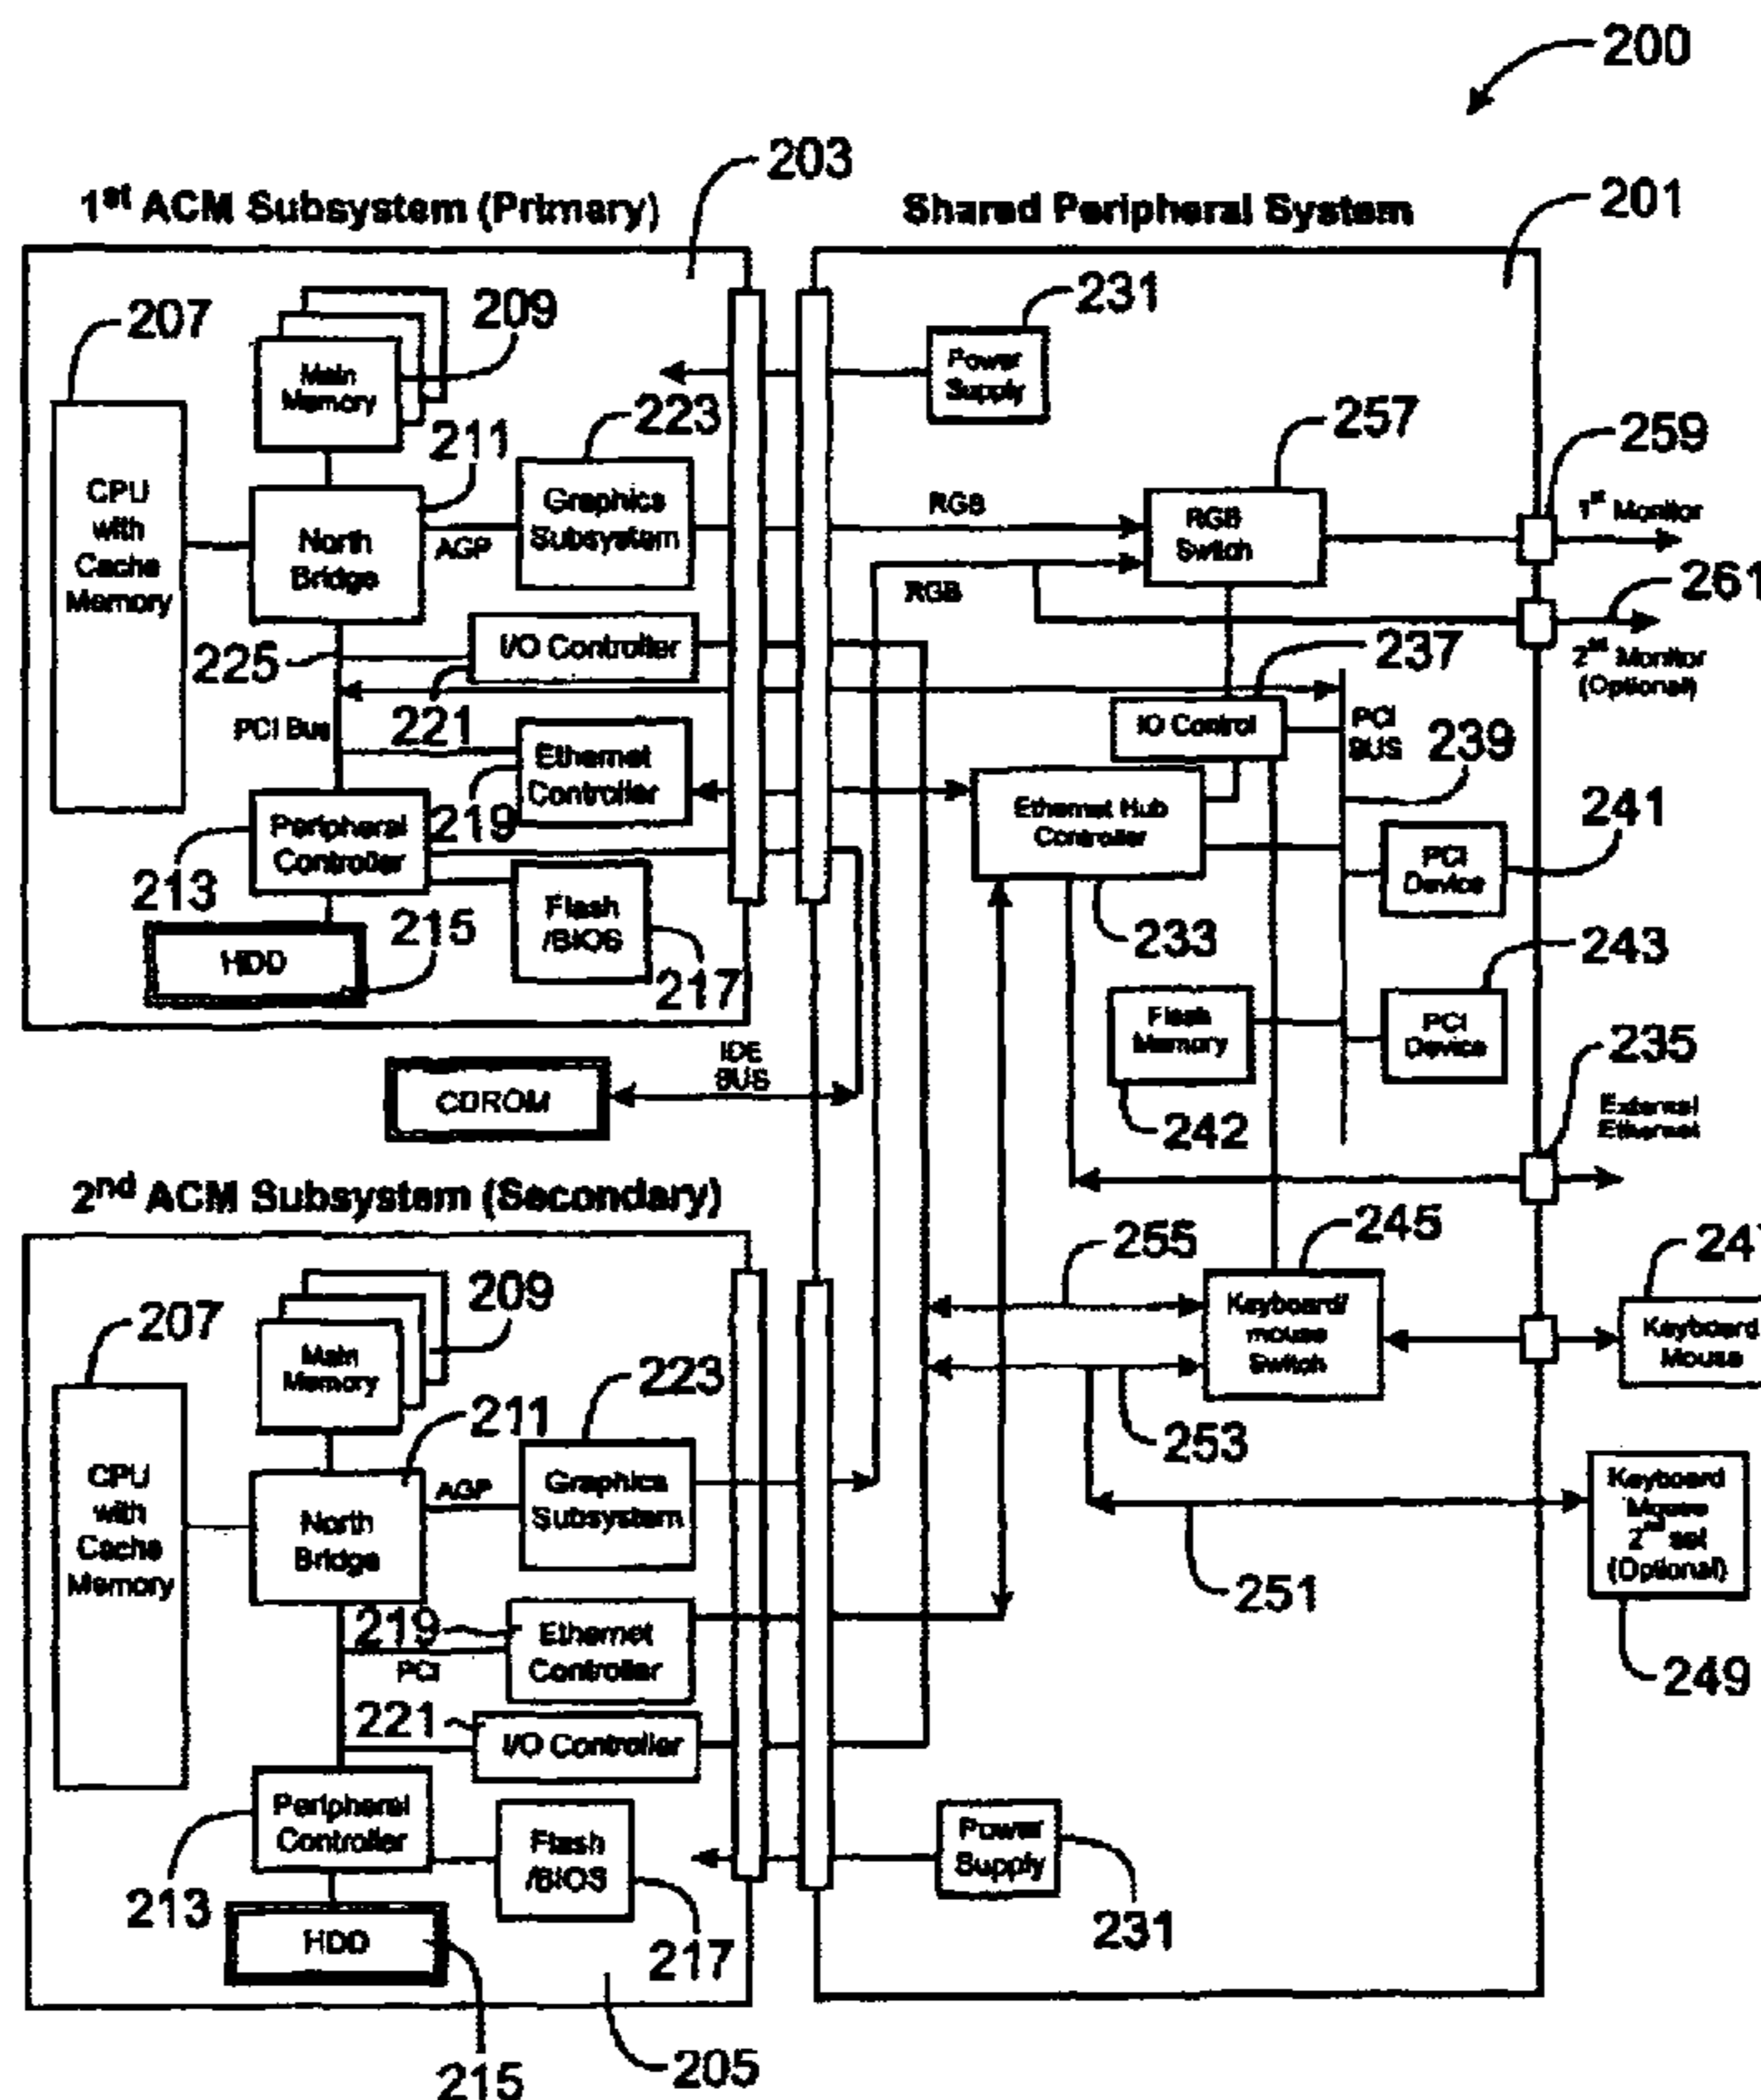 200
203
1st ACM Subsystem (Primary)
Shared Peripheral System
201
207
209
231
Main
Memory
Power
Supply
211
223
257
259
CPU
with
Cache
Memory
North
Bridge
AGP
Graphics
Subsystem
RGB
RGB
Switch
1st Monitor
RGB
261
225
I/O Controller
237
2st Monitor
(Optional)
PCI Bus
221
IO Control
PCI
BUS
239
Ethernet
Controller
219
Ethernet Hub
Controller
241
Peripheral
Controller
PCI
Device
213
215
Flash
/BIOS
233
243
HDD
217
Flash
Memory
PCI
Device
235
IDE
BUS
CDROM
242
External
Ethernet
2nd ACM Subsystem (Secondary)
255
245
207
209
Keyboard/
mouse
Switch
Keyboard
Mouse
Main
Memory
223
211
253
CPU
with
Cache
Memory
North
Bridge
AGP
Graphics
Subsystem
Keyboard
Mouse
2nd set
(Optional)
251
219
PCI
Ethernet
Controller
249
221
I/O Controller
Peripheral
Controller
213
Flash
/BIOS
Power
Supply
HDD
217
231
215
205